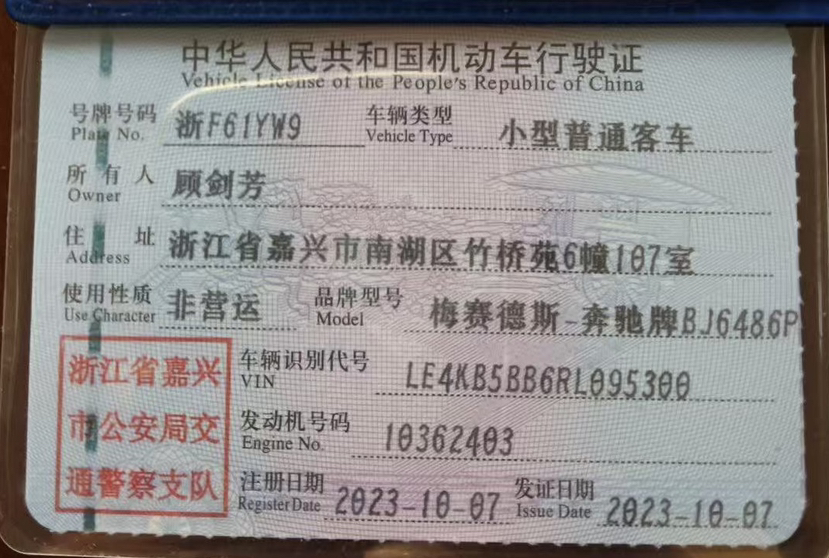 中华人民共和国机动车行驶证
Vehicle License of the People's Republic of China
号牌号码 浙F61YW9 车辆类型 小型普通客车
Plate No. Vehicle Type
所有人 顾剑芳
Owner
住址 浙江省嘉兴市南湖区竹桥苑6幢107室
Address
使用性质 非营运 品牌型号 梅赛德斯-奔驰牌BJ6486P
Use Character Model
浙江省嘉兴
市公安局交
通警察支队
车辆识别代号 LE4KB5BB6RL095300
VIN
发动机号码 10362403
Engine No.
注册日期 2023-10-07 发证日期 2023-10-07
Register Date Issue Date